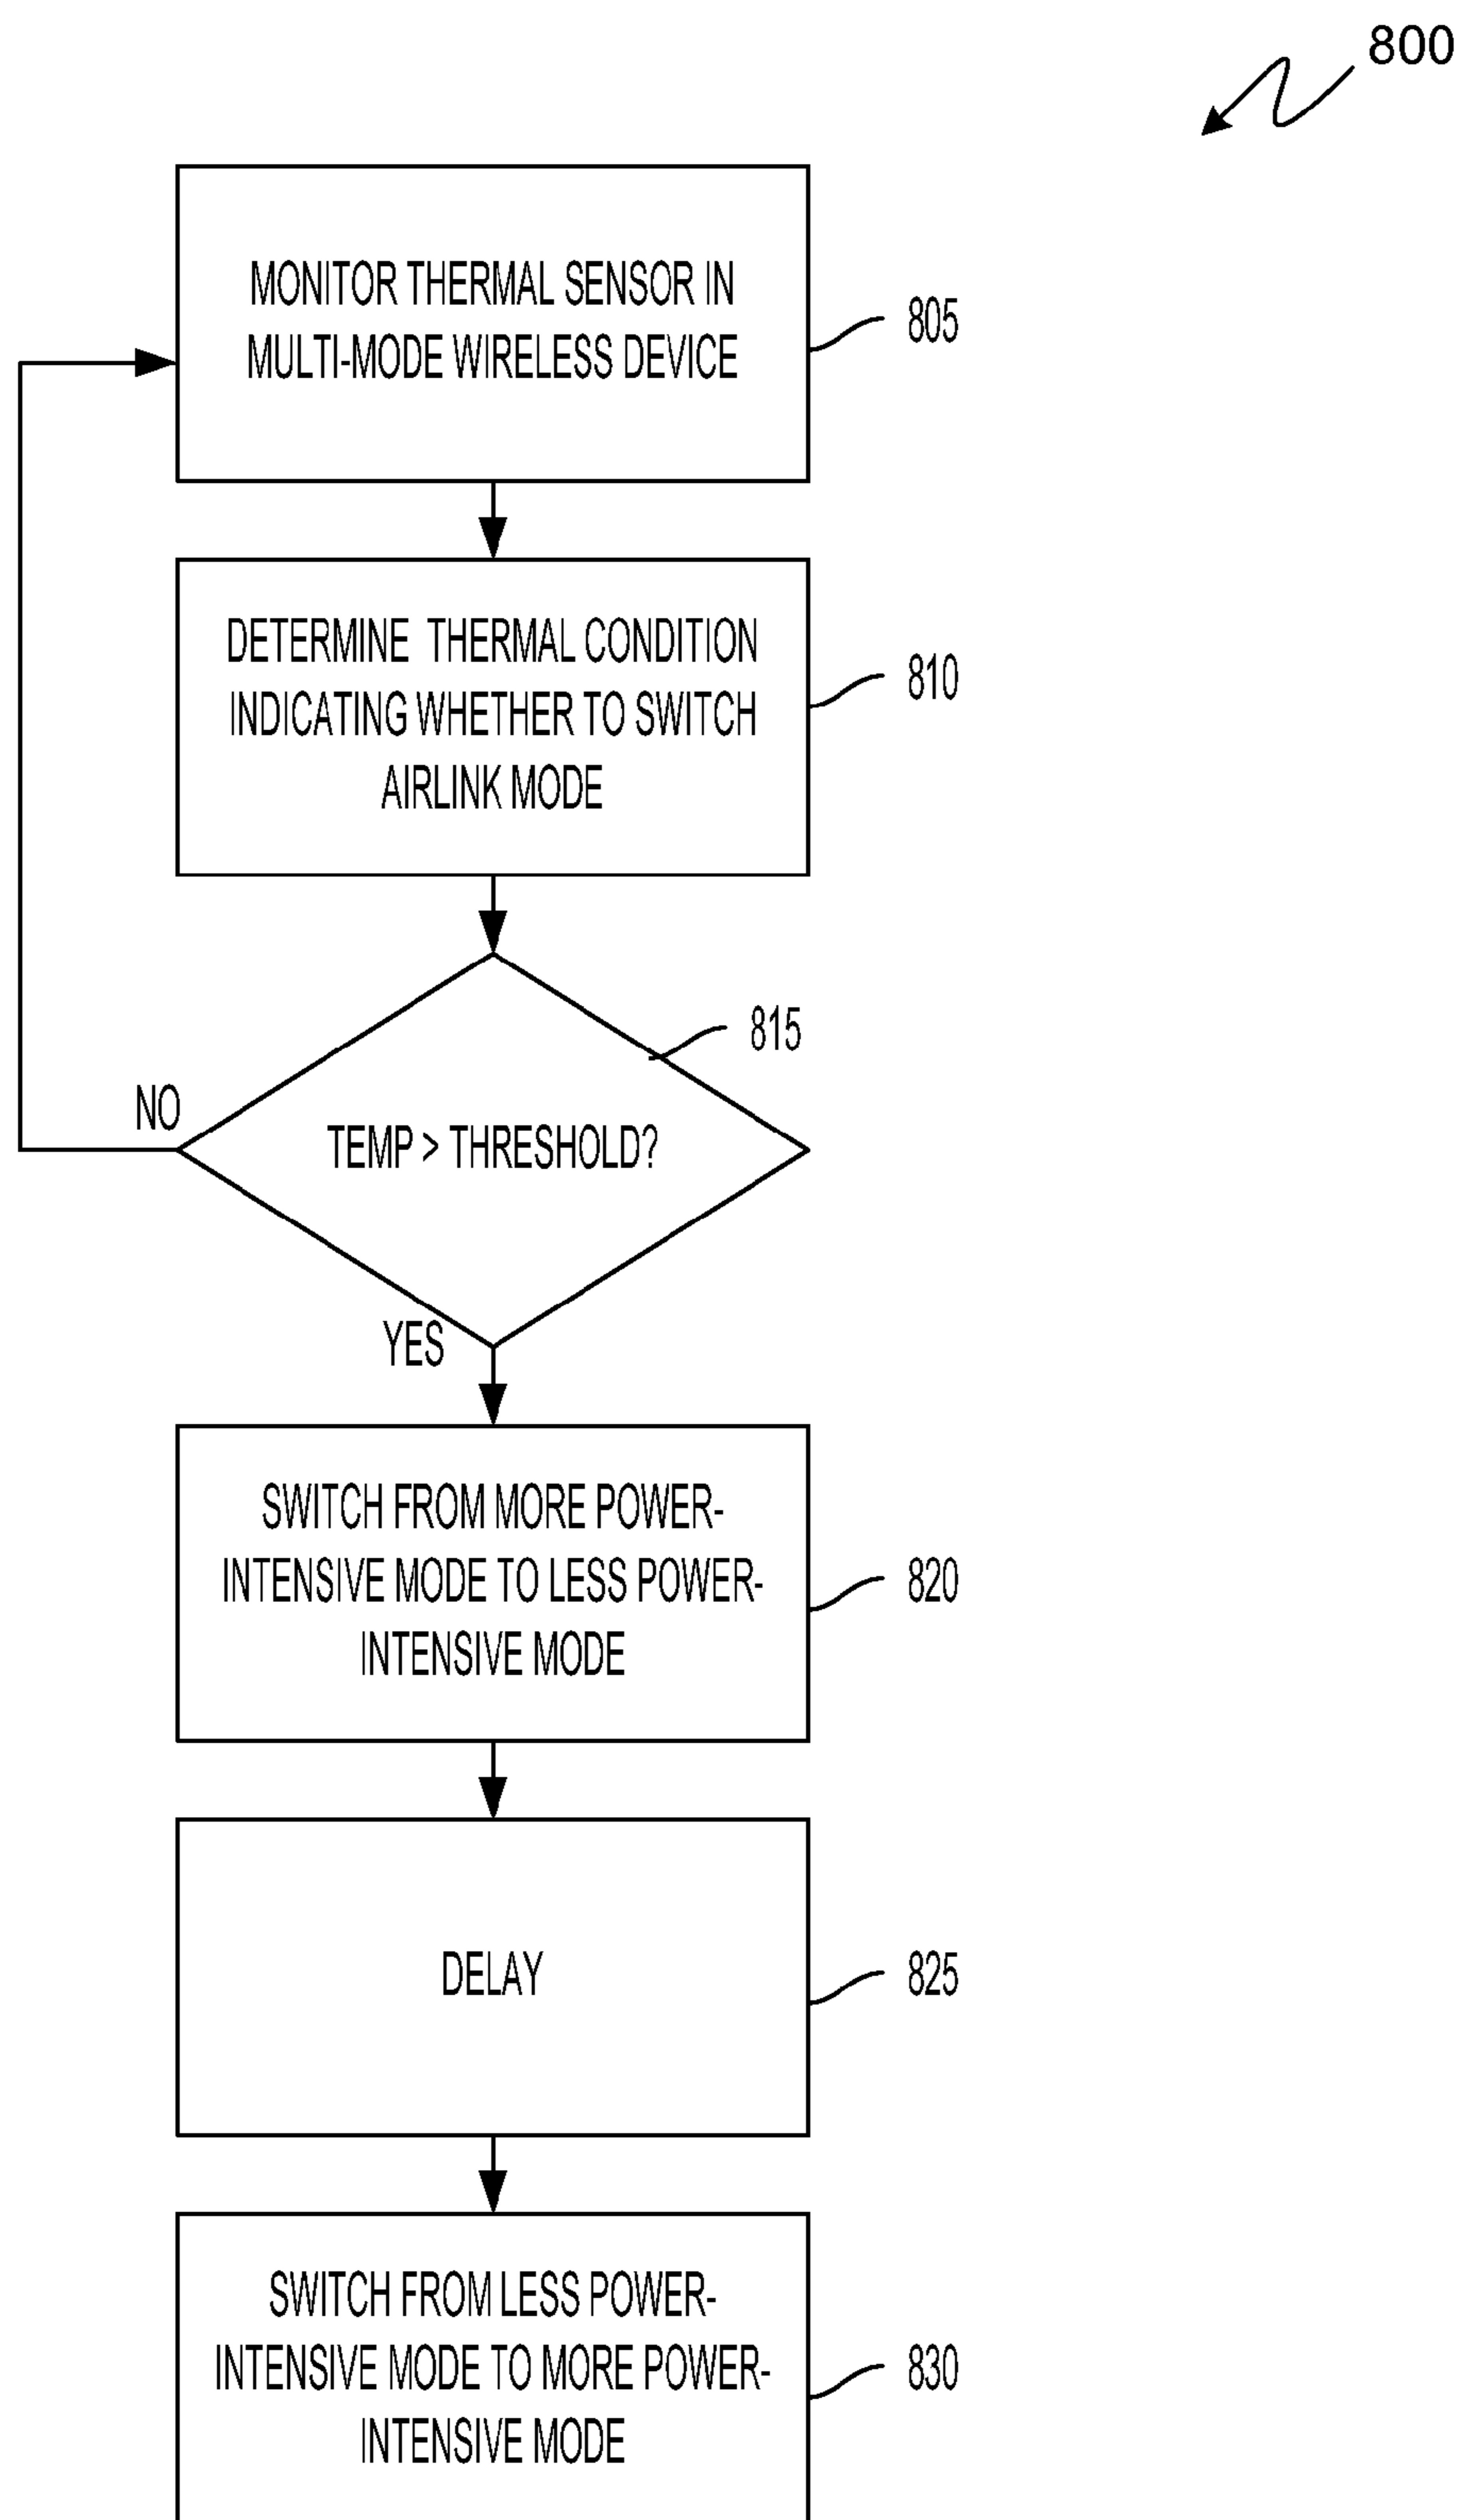 800
MONITOR THERMAL SENSOR IN
MULTI-MODE WIRELESS DEVICE
805
DETERMINE THERMAL CONDITION
INDICATING WHETHER TO SWITCH
AIRLINK MODE
810
815
NO
TEMP > THRESHOLD?
YES
SWITCH FROM MORE POWER-
INTENSIVE MODE TO LESS POWER-
INTENSIVE MODE
820
DELAY
825
SWITCH FROM LESS POWER-
INTENSIVE MODE TO MORE POWER-
INTENSIVE MODE
830